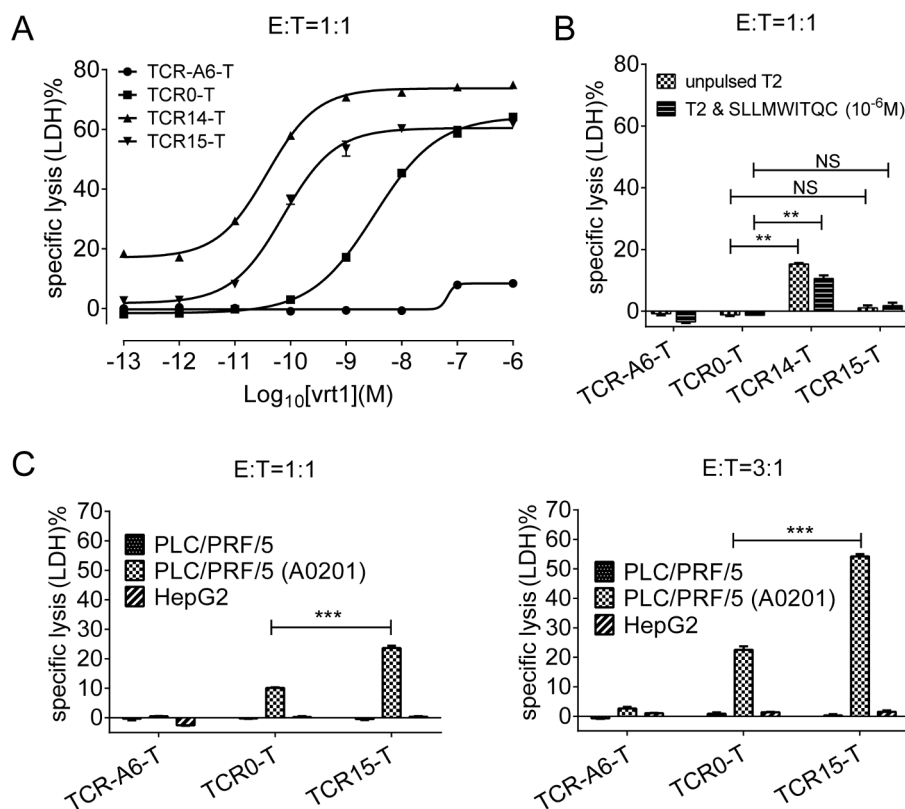 A
E:T=1:1
specific lysis (LDH)%
80
60
40
20
0
TCR-A6-T
TCR0-T
TCR14-T
TCR15-T
-13 -12 -11 -10 -9 -8 -7 -6
Log10[vrt1](M)
B
E:T=1:1
specific lysis (LDH)%
80
60
40
20
0
unpulsed T2
T2 & SLLMWITQC (10-6M)
NS
NS
**
**
TCR-A6-T TCR0-T TCR14-T TCR15-T
C
E:T=1:1
specific lysis (LDH)%
70
60
50
40
30
20
10
0
PLC/PRF/5
PLC/PRF/5 (A0201)
HepG2
***
TCR-A6-T TCR0-T TCR15-T
E:T=3:1
specific lysis (LDH)%
70
60
50
40
30
20
10
0
***
PLC/PRF/5
PLC/PRF/5 (A0201)
HepG2
TCR-A6-T TCR0-T TCR15-T